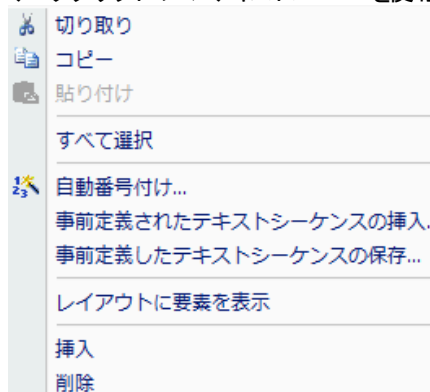 切り取り
コピー
貼り付け
すべて選択
自動番号付け...
事前定義されたテキストシーケンスの挿入.
事前定義したテキストシーケンスの保存...
レイアウトに要素を表示
挿入
削除